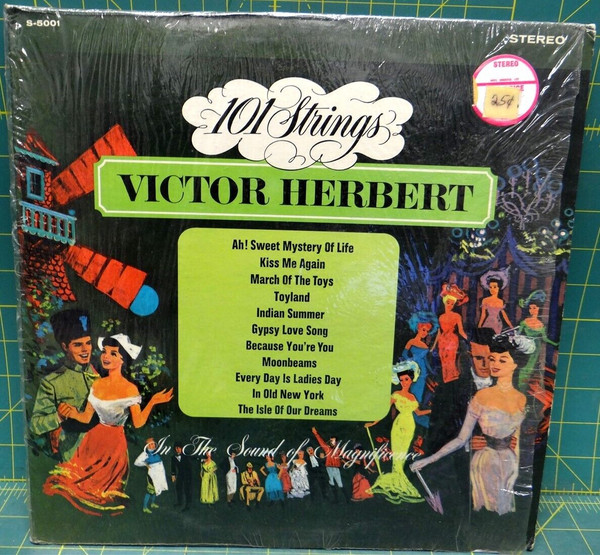 S-5001
STEREO
STEREO
25¢
101 Strings
VICTOR HERBERT
Ah! Sweet Mystery Of Life
Kiss Me Again
March Of The Toys
Toyland
Indian Summer
Gypsy Love Song
Because You're You
Moonbeams
Every Day Is Ladies Day
In Old New York
The Isle Of Our Dreams
In The Sound of Magnificence